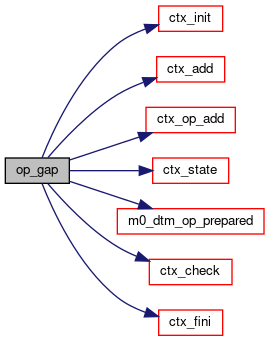 op_gap
ctx_init
ctx_add
ctx_op_add
ctx_state
m0_dtm_op_prepared
ctx_check
ctx_fini